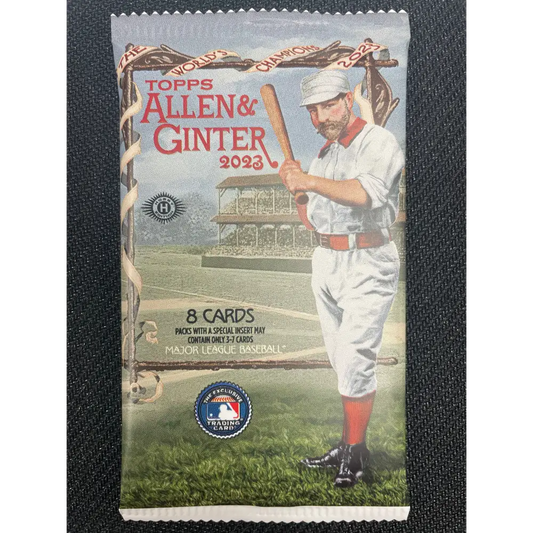 THE WORLD'S CHAMPIONS 2023
TOPPS
ALLEN &
GINTER
2023
H
8 CARDS
PACKS WITH A SPECIAL INSERT MAY
CONTAIN ONLY 3-7 CARDS
MAJOR LEAGUE BASEBALL
THE EXCLUSIVE
TRADING
CARD